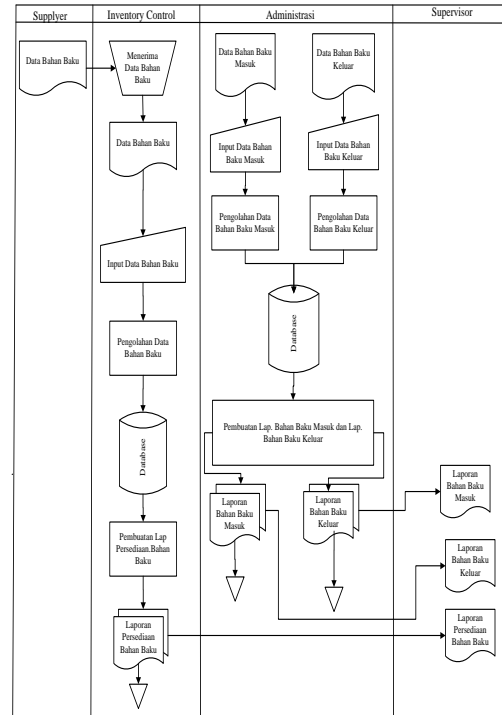 Supplyer
Inventory Control
Administrasi
Supervisor
Data Bahan Baku
Menerima
Data Bahan
Baku
Data Bahan Baku
Input Data Bahan Baku
Pengolahan Data
Bahan Baku
Database
Pembuatan Lap
Persediaan.Bahan
Baku
Laporan
Persediaan
Bahan Baku
Data Bahan Baku
Masuk
Data Bahan Baku
Keluar
Input Data Bahan
Baku Masuk
Input Data Bahan
Baku Keluar
Pengolahan Data
Bahan Baku Masuk
Pengolahan Data
Bahan Baku Keluar
Database
Pembuatan Lap. Bahan Baku Masuk dan Lap.
Bahan Baku Keluar
Laporan
Bahan Baku
Masuk
Laporan
Bahan Baku
Keluar
Laporan
Bahan Baku
Masuk
Laporan
Bahan Baku
Keluar
Laporan
Persediaan
Bahan Baku